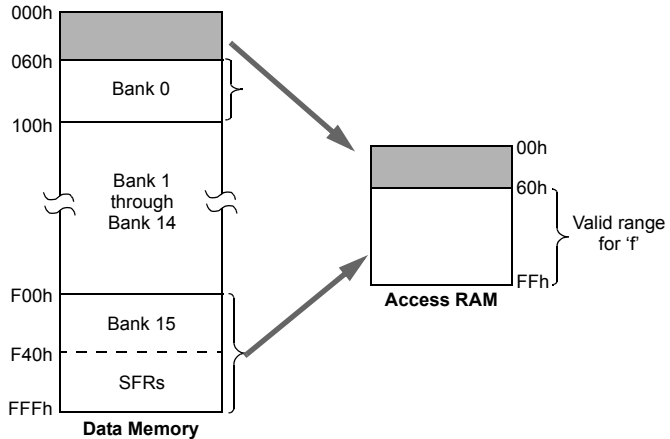 000h
060h
Bank 0
100h
Bank 1
through
Bank 14
F00h
Bank 15
F40h
SFRs
FFFh
Data Memory
00h
60h
Valid range
for ‘f’
FFh
Access RAM